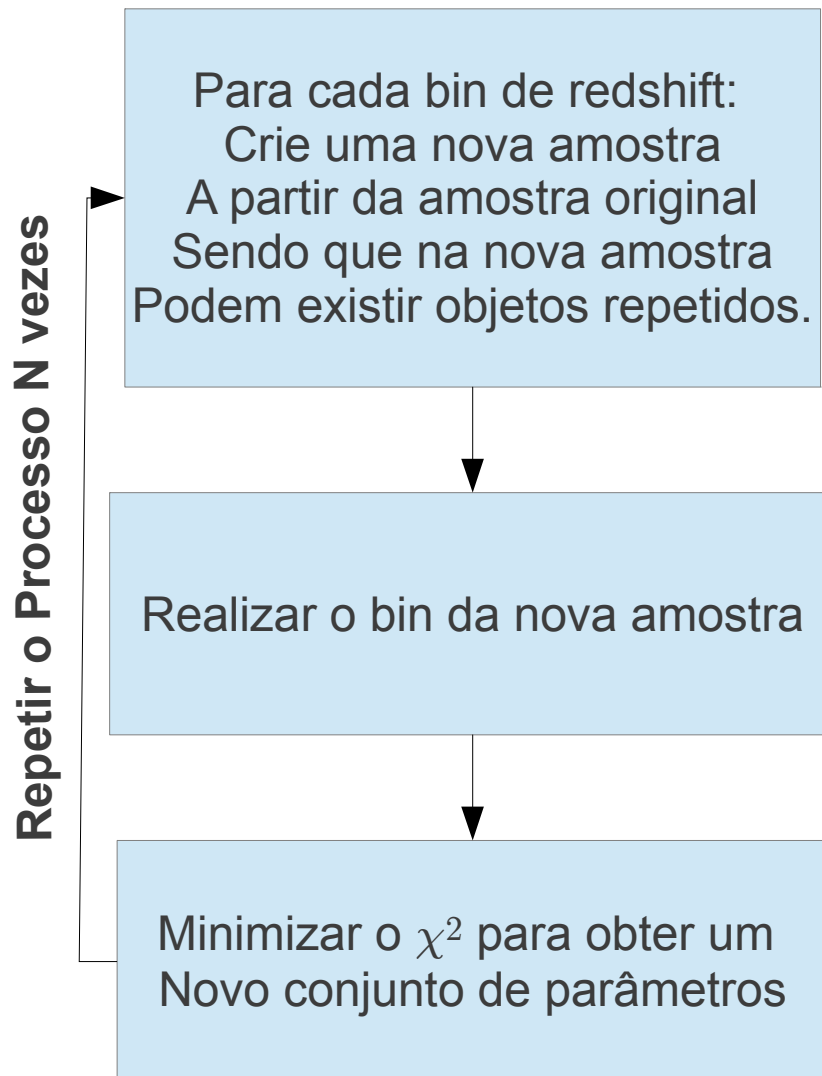 Para cada bin de redshift:
Crie uma nova amostra
A partir da amostra original
Sendo que na nova amostra
Podem existir objetos repetidos.
Realizar o bin da nova amostra
Minimizar o χ² para obter um
Novo conjunto de parâmetros
Repetir o Processo N vezes